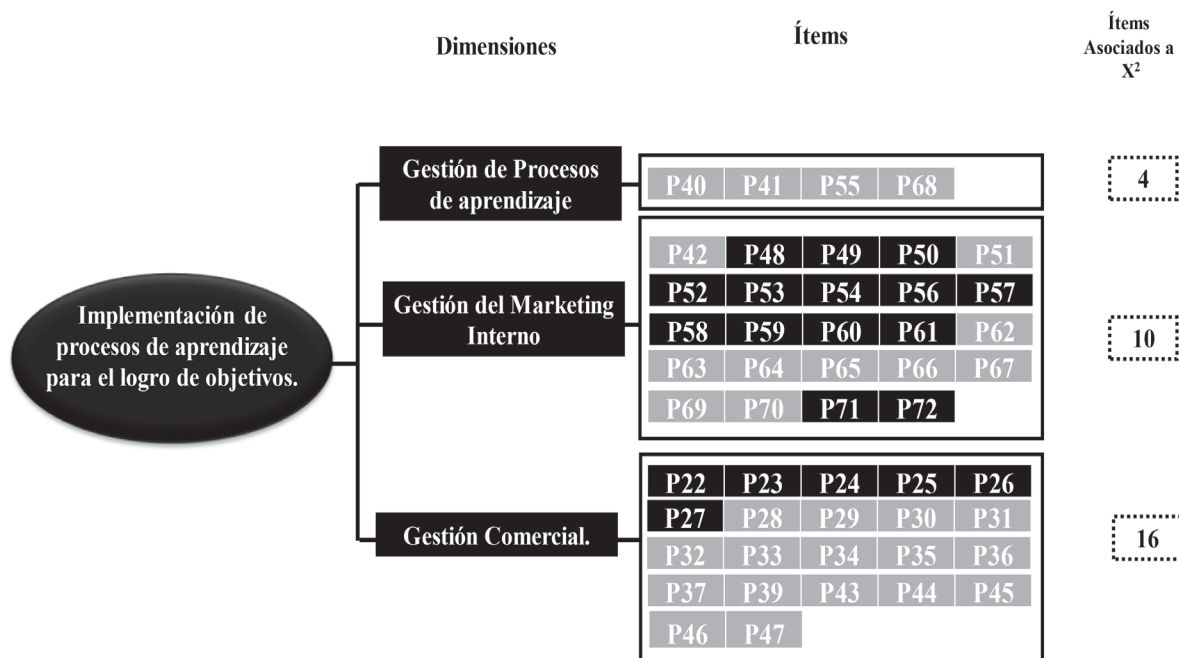 Dimensiones
Ítems
Ítems
Asociados a
X²
Implementación de
procesos de aprendizaje
para el logro de objetivos.
Gestión de Procesos
de aprendizaje
P40 P41 P55 P68
4
Gestión del Marketing
Interno
P42 P48 P49 P50 P51
P52 P53 P54 P56 P57
P58 P59 P60 P61 P62
P63 P64 P65 P66 P67
P69 P70 P71 P72
10
Gestión Comercial.
P22 P23 P24 P25 P26
P27 P28 P29 P30 P31
P32 P33 P34 P35 P36
P37 P39 P43 P44 P45
P46 P47
16